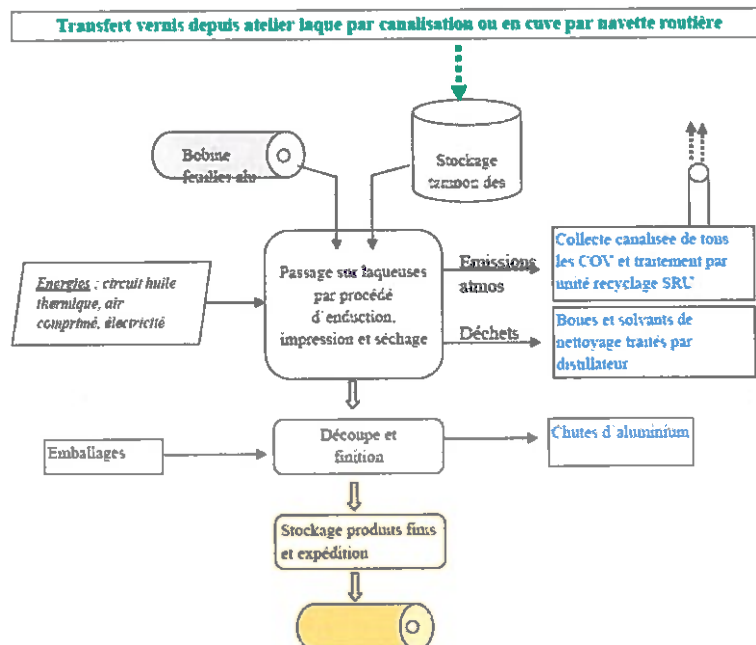 Transfert vernis depuis atelier laque par canalisation ou en cuve par navette routière
Bobine
Stockage
des
Passage sur laqueuses
par procédé
d'enduction,
impression et séchage
Energies : circuit huile
thermique, air
comprimé, électricité
Emissions
atmos
Collecte canalisée de tous
les COV et traitement par
unité recyclage SRU
Déchets
Boues et solvants de
nettoyage traités par
distillateur
Emballages
Découpe et
finition
Chutes d'aluminium
Stockage produits finis
et expédition